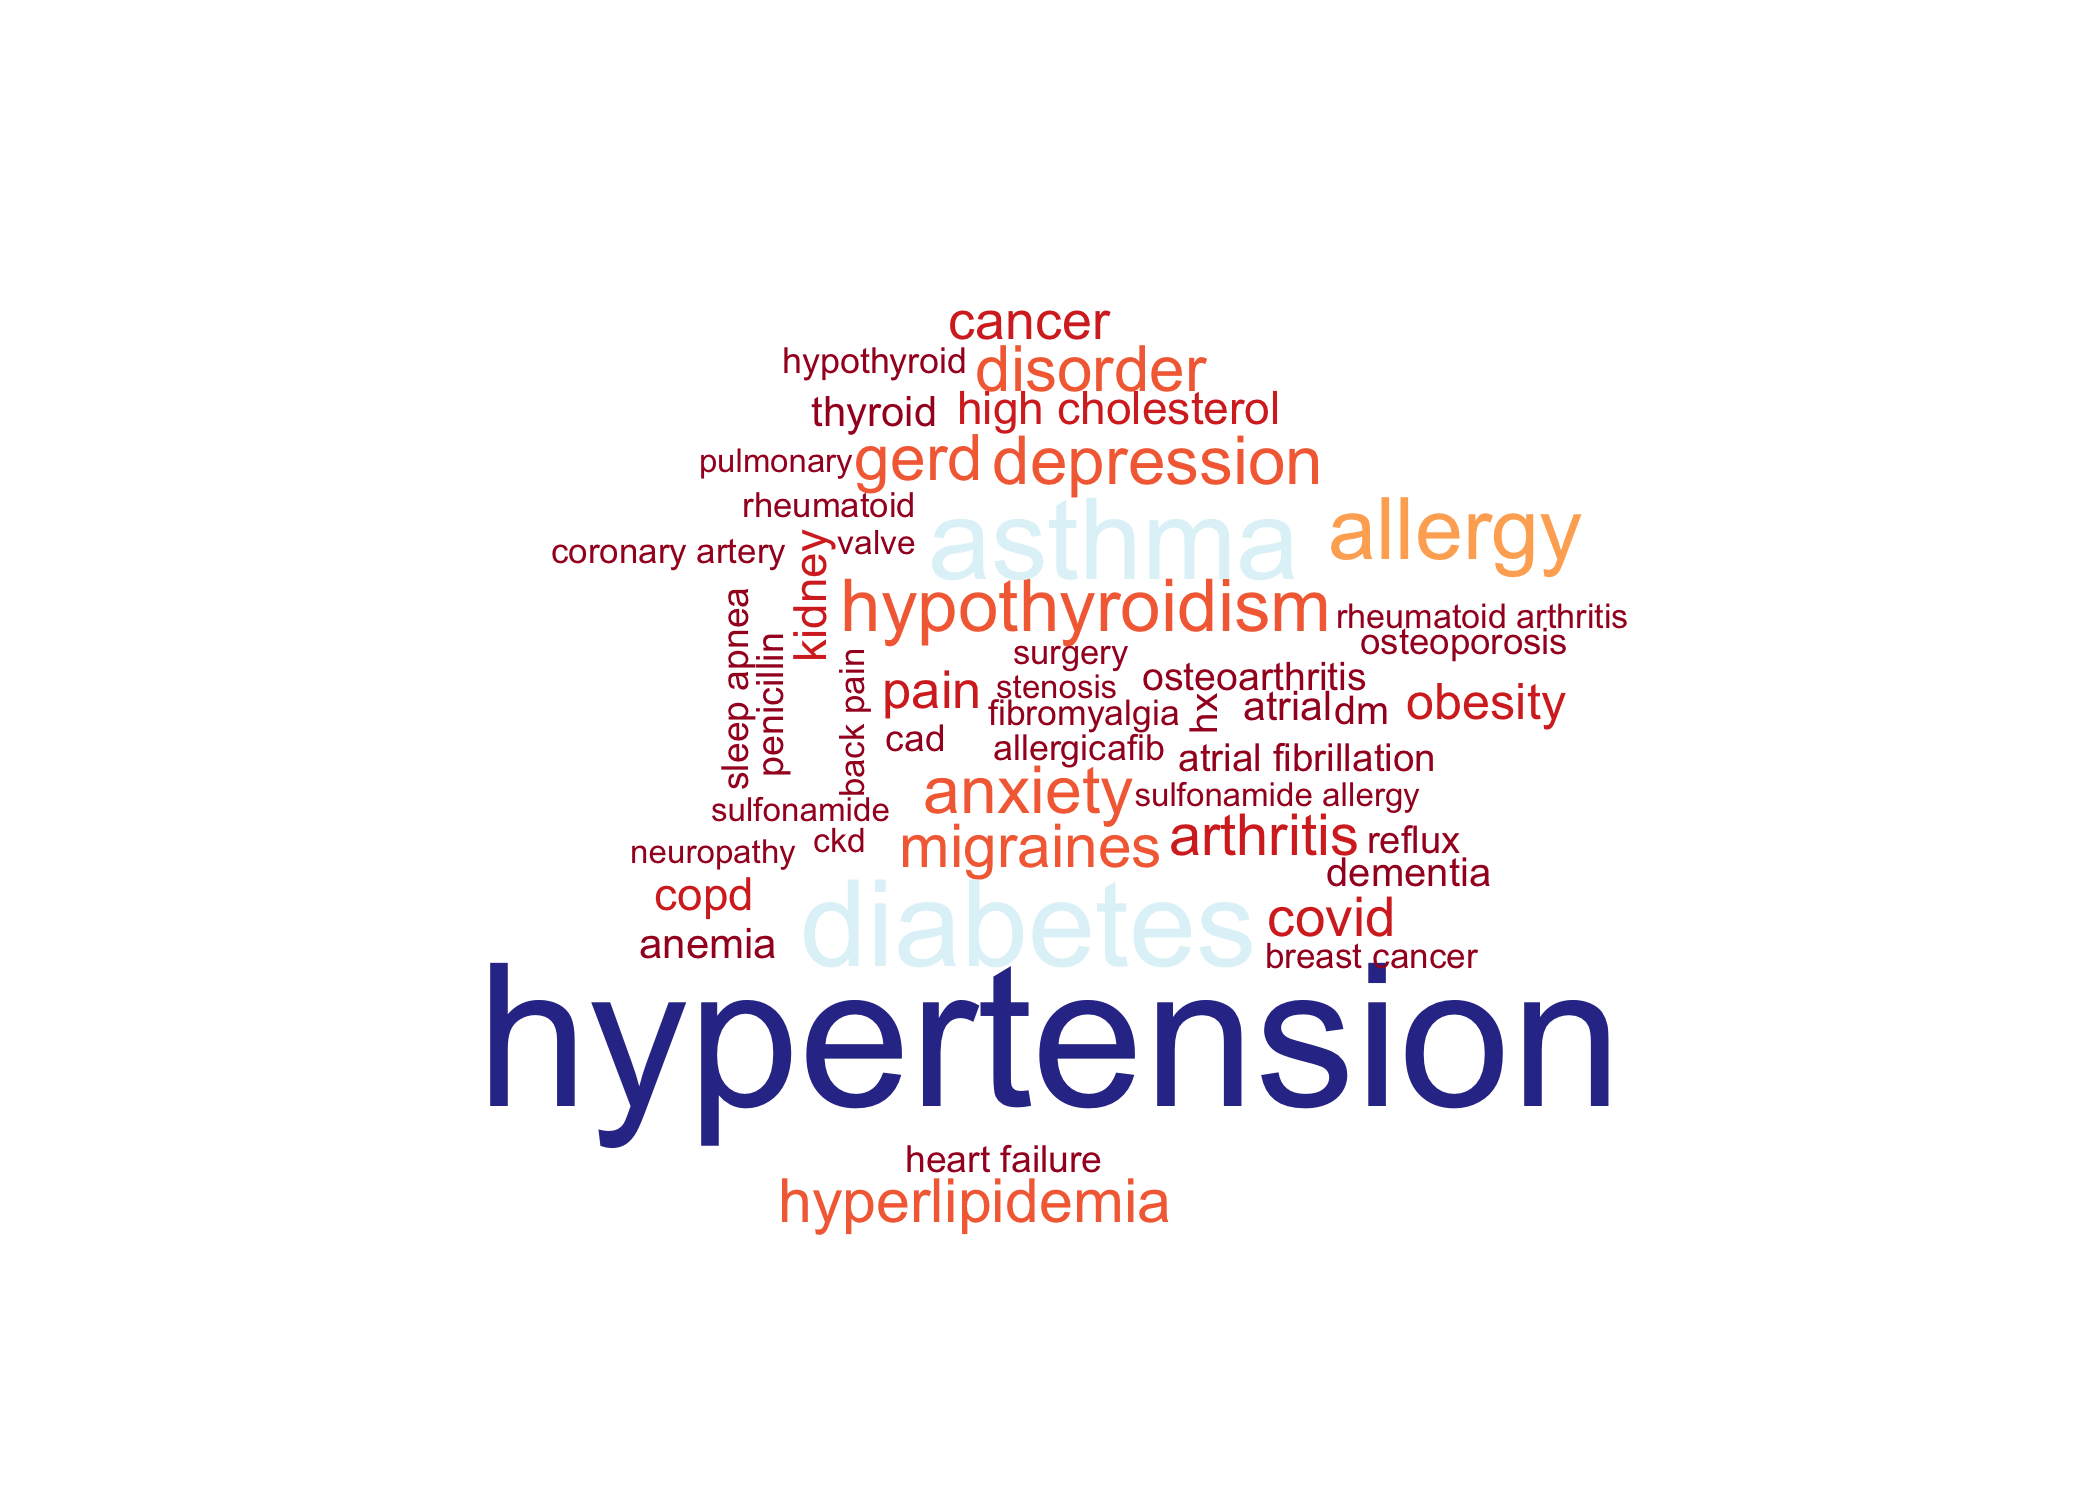 cancer
hypothyroid disorder
thyroid high cholesterol
pulmonary gerd depression
rheumatoid asthma allergy
coronary artery kidney valve
hypothyroidism rheumatoid arthritis
osteoporosis
sleep apnea penicillin back pain
surgery
pain stenosis osteoarthritis
fibromyalgia hx atrial dm obesity
cad allergic afib atrial fibrillation
anxiety sulfonamide allergy
sulfonamide
neuropathy ckd migraines arthritis reflux
dementia
copd diabetes covid
anemia breast cancer
hypertension
heart failure
hyperlipidemia